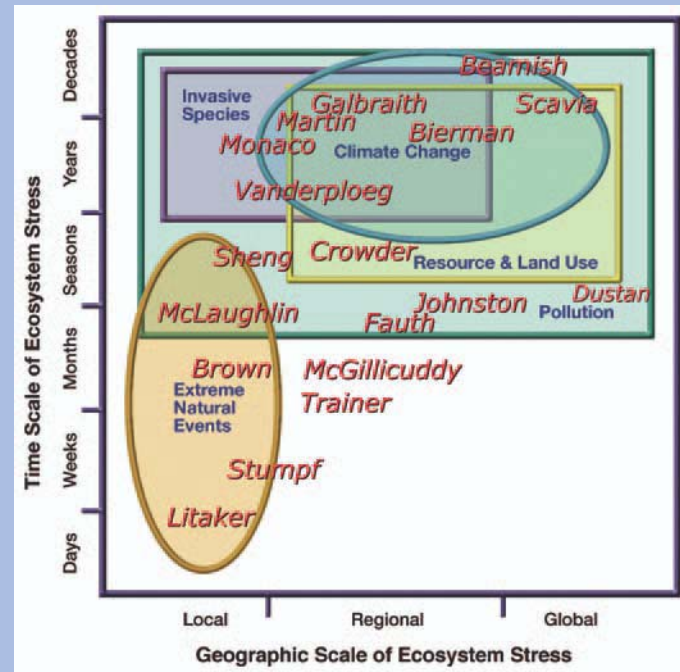 Time Scale of Ecosystem Stress
Decades
Years
Seasons
Months
Weeks
Days
Beamish
Invasive
Species
Galbraith
Scavia
Martin
Bierman
Monaco
Climate Change
Vanderploeg
Sheng
Crowder
Resource & Land Use
Dustan
McLaughlin
Johnston
Pollution
Fauth
Brown
McGillicuddy
Extreme
Natural
Events
Trainer
Stumpf
Litaker
Local
Regional
Global
Geographic Scale of Ecosystem Stress